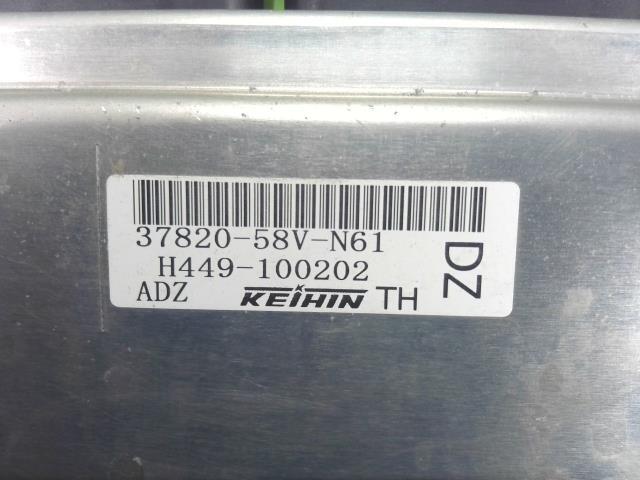 37820-58V-N61
H449-100202
ADZ KEIHIN TH
DZ